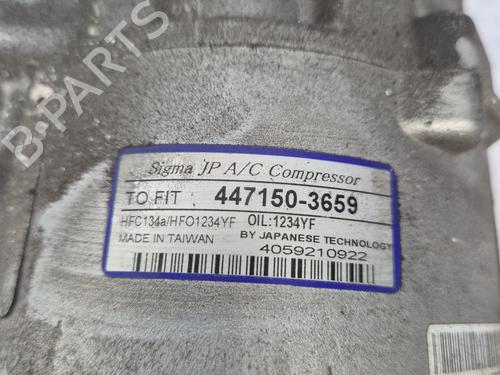 B-PARTS
Sigma JP A/C Compressor
TO FIT 447150-3659
HFC134a/HFO1234YF OIL:1234YF
MADE IN TAIWAN BY JAPANESE TECHNOLOGY
4059210922